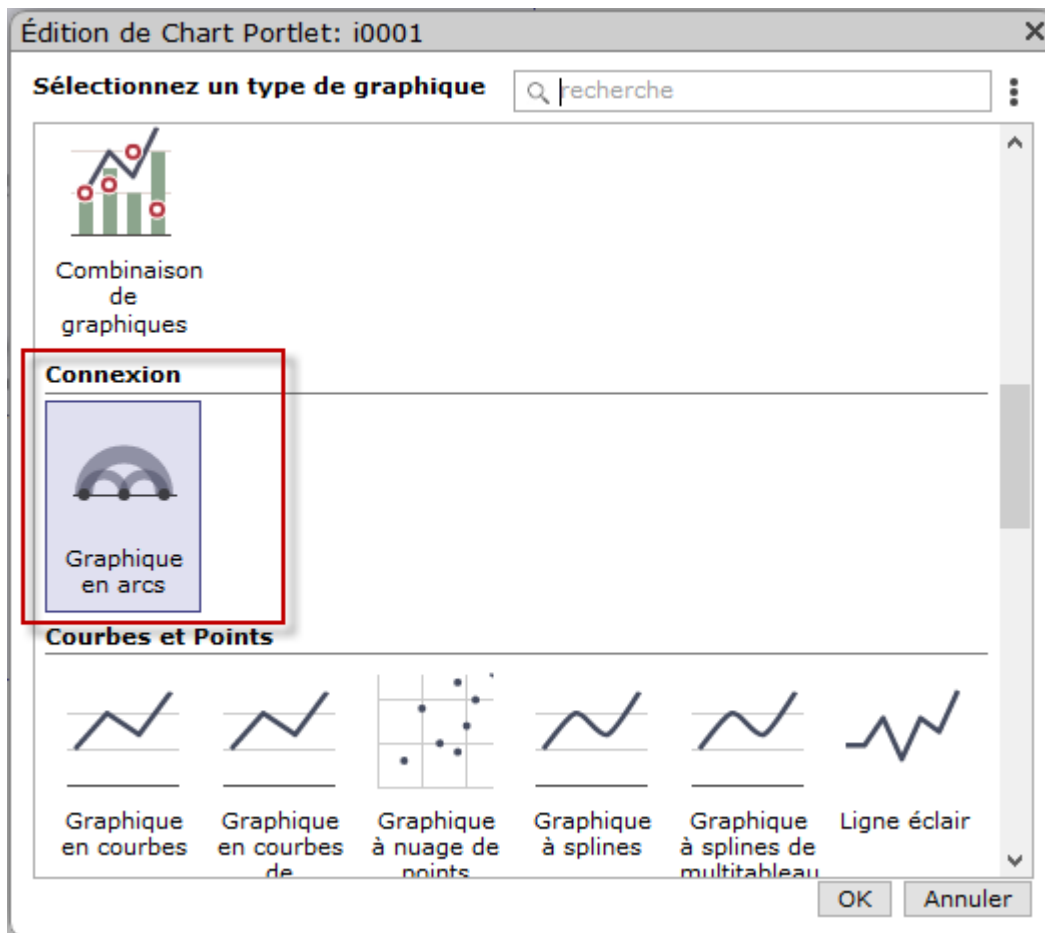 Édition de Chart Portlet: i0001
Sélectionnez un type de graphique
recherche
Combinaison
de
graphiques
Connexion
Graphique
en arcs
Courbes et Points
Graphique
en courbes
Graphique
en courbes
de
Graphique
à nuage de
points
Graphique
à splines
Graphique
à splines de
multitableau
Ligne éclair
OK
Annuler